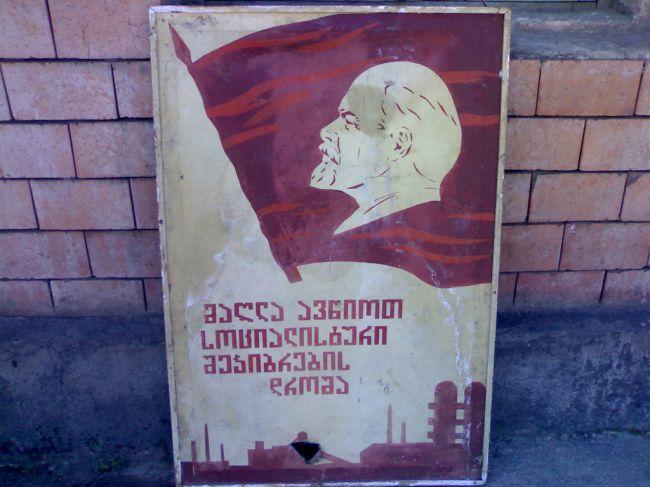 მაღლა ავწიოთ
სოციალისტური
შეჯიბრების
დროშა